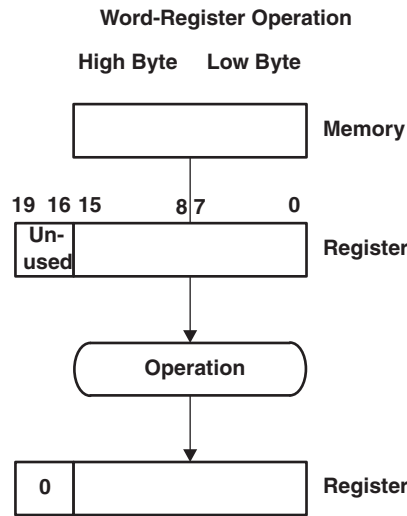 Word-Register Operation
High Byte Low Byte
Memory
19 16 15 8 7 0
Un-
used
Register
Operation
0
Register